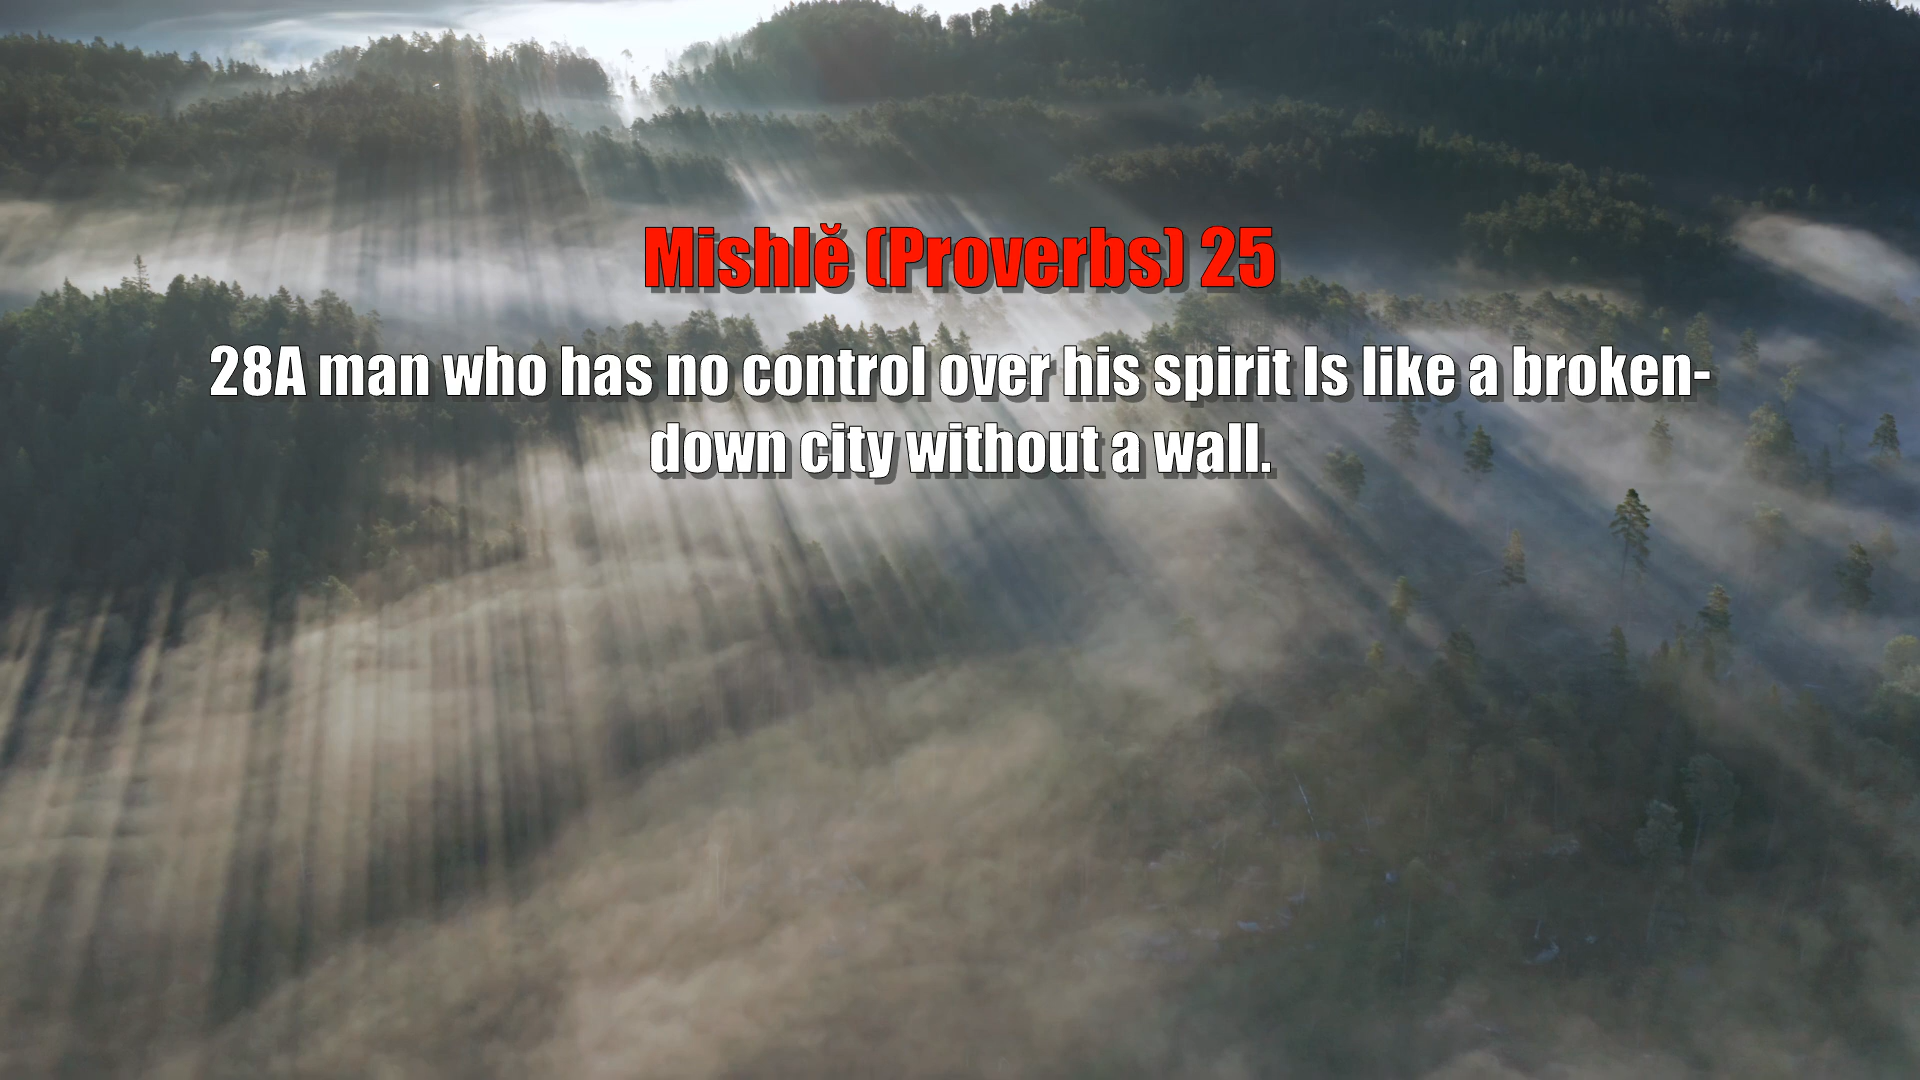 Mishlĕ (Proverbs) 25
28A man who has no control over his spirit Is like a broken-
down city without a wall.